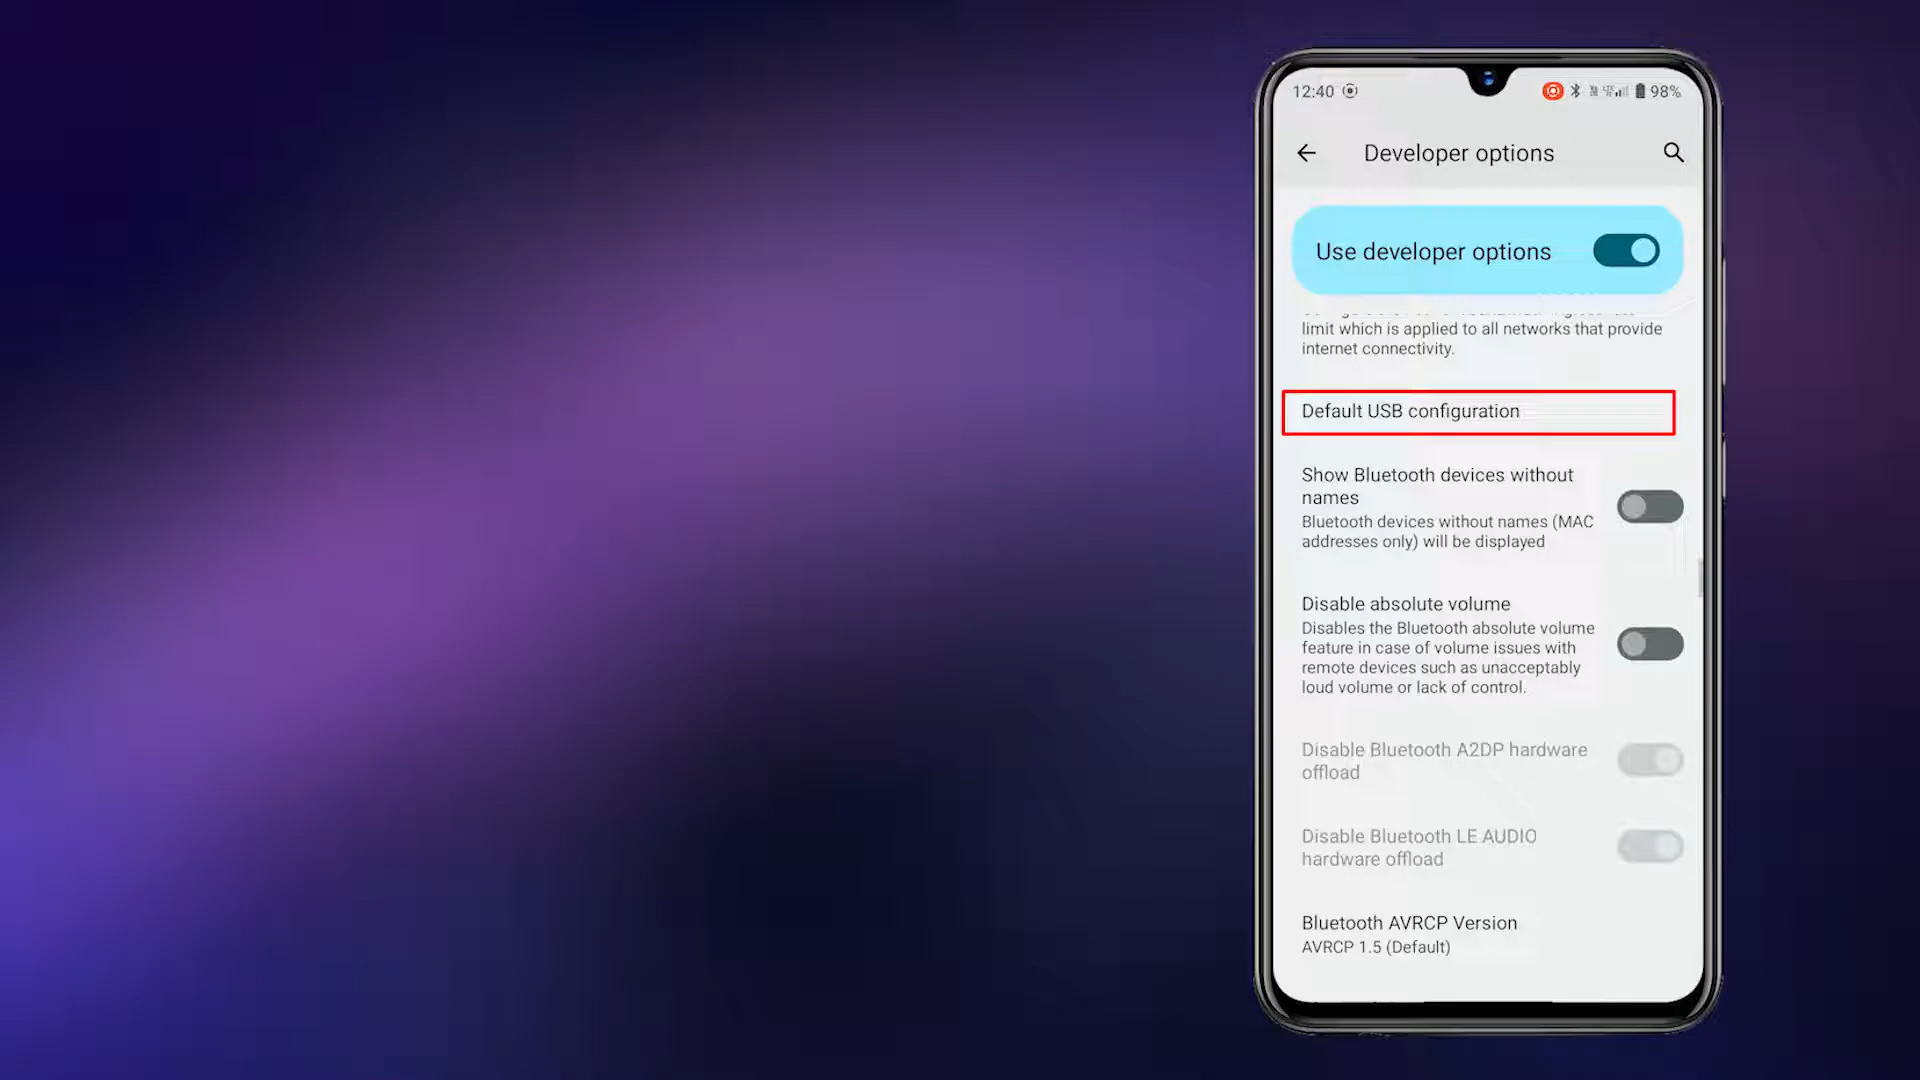 12:40
98%
Developer options
Use developer options
limit which is applied to all networks that provide
internet connectivity.
Default USB configuration
Show Bluetooth devices without
names
Bluetooth devices without names (MAC
addresses only) will be displayed
Disable absolute volume
Disables the Bluetooth absolute volume
feature in case of volume issues with
remote devices such as unacceptably
loud volume or lack of control.
Disable Bluetooth A2DP hardware
offload
Disable Bluetooth LE AUDIO
hardware offload
Bluetooth AVRCP Version
AVRCP 1.5 (Default)